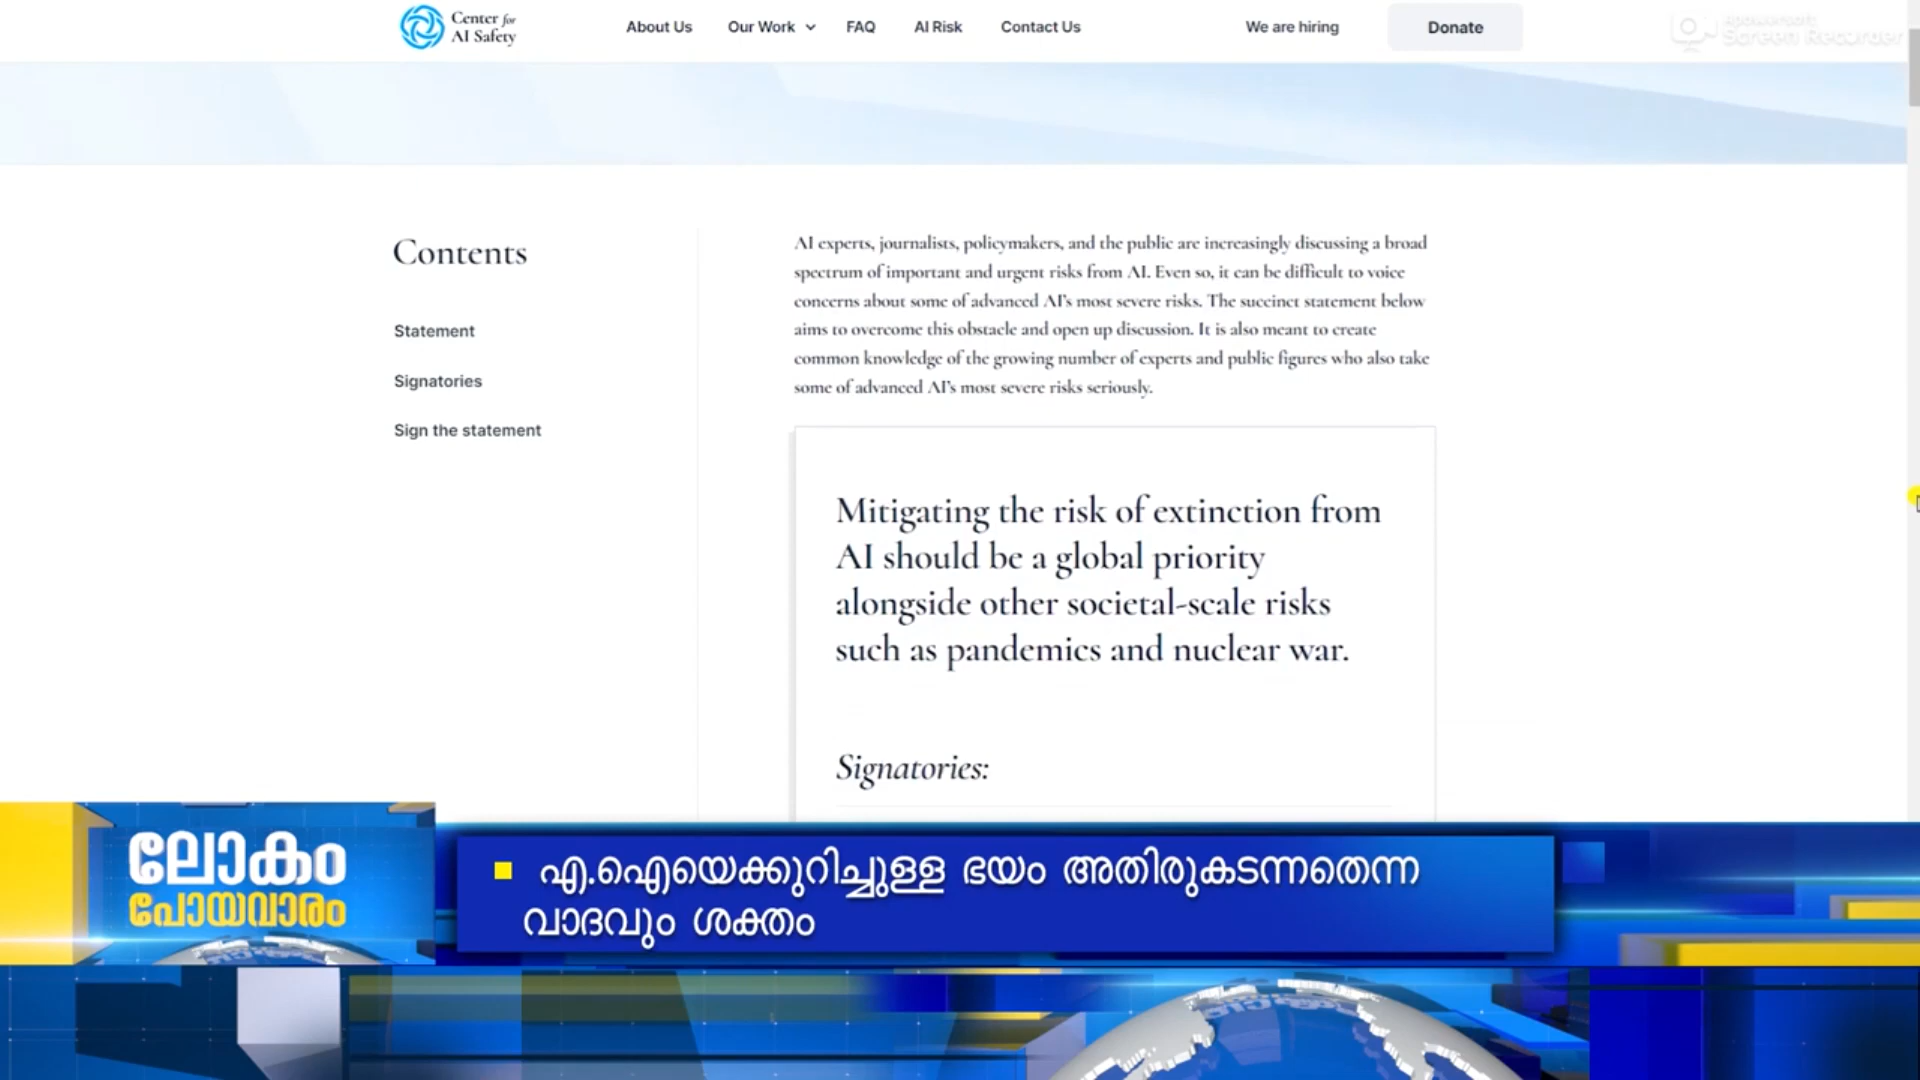 Center for
AI Safety
About Us
Our Work
FAQ
AI Risk
Contact Us
We are hiring
Donate
Apowersoft
Screen Recorder
Contents
Statement
Signatories
Sign the statement
AI experts, journalists, policymakers, and the public are increasingly discussing a broad
spectrum of important and urgent risks from AI. Even so, it can be difficult to voice
concerns about some of advanced AI's most severe risks. The succinct statement below
aims to overcome this obstacle and open up discussion. It is also meant to create
common knowledge of the growing number of experts and public figures who also take
some of advanced AI's most severe risks seriously.
Mitigating the risk of extinction from
AI should be a global priority
alongside other societal-scale risks
such as pandemics and nuclear war.
Signatories:
ലോകം
പോയവാരം
എ.ഐയെക്കുറിച്ചുള്ള ഭയം അതിരുകടന്നതെന്ന
വാദവും ശക്തം